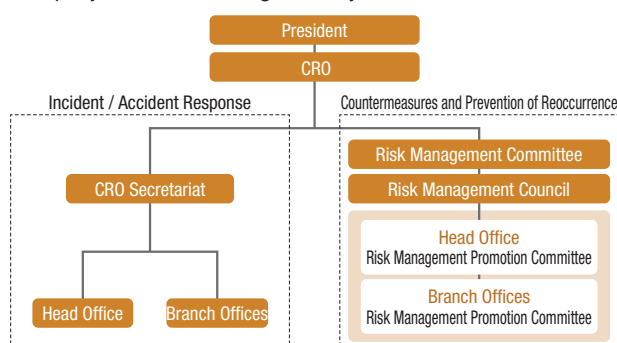 President
CRO
Incident / Accident Response
Countermeasures and Prevention of Reoccurrence
Risk Management Committee
CRO Secretariat
Risk Management Council
Head Office
Risk Management Promotion Committee
Branch Offices
Risk Management Promotion Committee
Head Office
Branch Offices